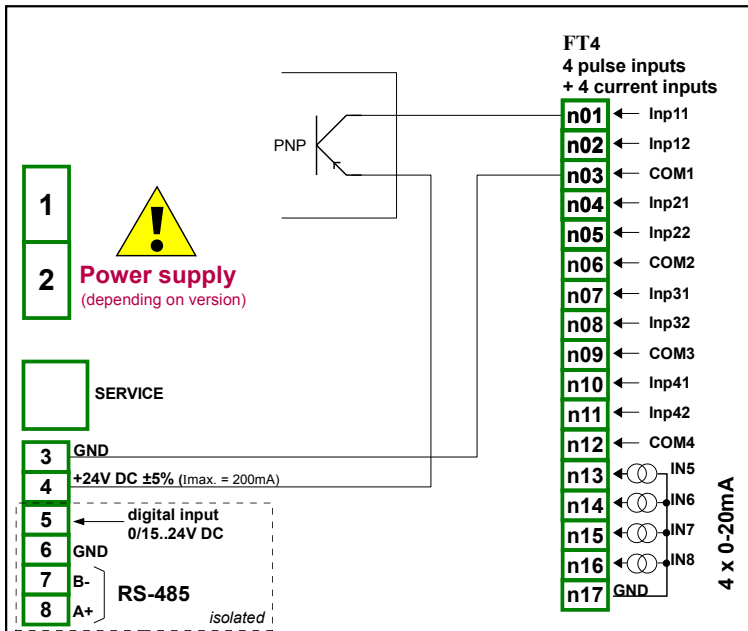 FT4
4 pulse inputs
+ 4 current inputs
n01 Inp11
n02 Inp12
n03 COM1
n04 Inp21
n05 Inp22
n06 COM2
n07 Inp31
n08 Inp32
n09 COM3
n10 Inp41
n11 Inp42
n12 COM4
n13 IN5
n14 IN6
n15 IN7
n16 IN8
n17 GND
4 x 0-20mA
PNP
1
2
!
Power supply
(depending on version)
SERVICE
3 GND
4 +24V DC ±5% (Imax. = 200mA)
5 digital input
0/15..24V DC
6 GND
7 B-
RS-485
8 A+
isolated